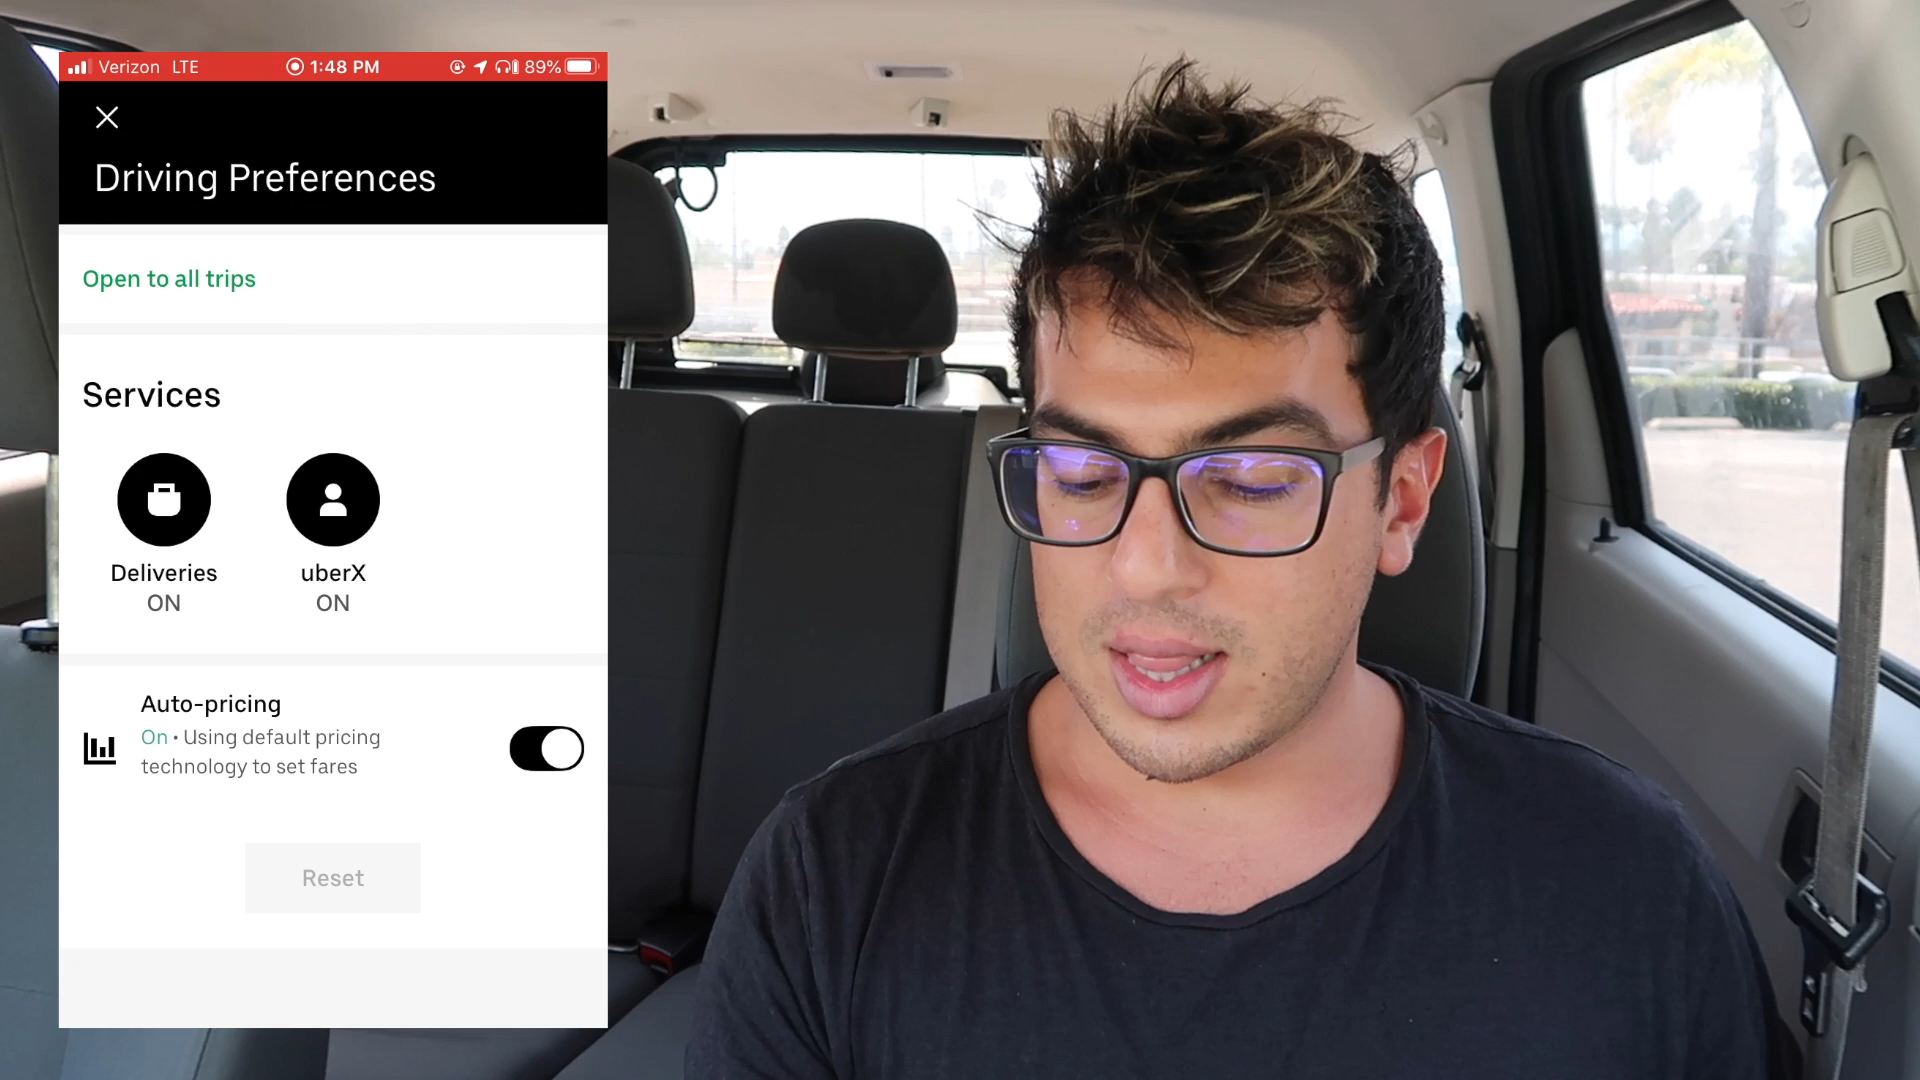 Verizon LTE 1:48 PM 89%
Driving Preferences
Open to all trips
Services
Deliveries uberX
ON ON
Auto-pricing
On • Using default pricing
technology to set fares
Reset